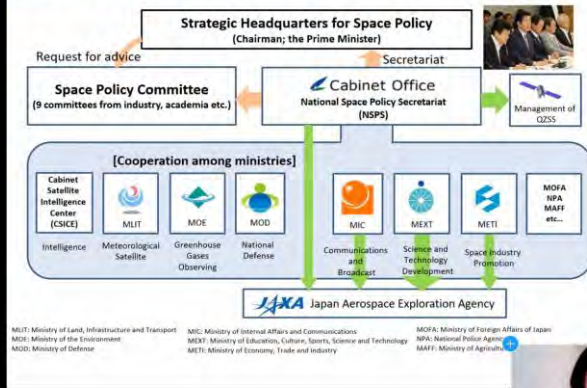 Strategic Headquarters for Space Policy
(Chairman; the Prime Minister)
Request for advice
Secretariat
Space Policy Committee
(9 committees from industry, academia etc.)
Cabinet Office
National Space Policy Secretariat
(NSPS)
Management of
QZSS
[Cooperation among ministries]
Cabinet
Satellite
Intelligence
Center
(CSICE)
MLIT
MOE
MOD
MIC
MEXT
METI
MOFA
NPA
MAFF
etc..
Intelligence
Meteorological
Satellite
Greenhouse
Gases
Observing
National
Defense
Communications
and
Broadcast
Science and
Technology
Development
Space Industry
Promotion
JAXA Japan Aerospace Exploration Agency
MLIT: Ministry of Land, Infrastructure and Transport
MOE: Ministry of the Environment
MOD: Ministry of Defense
MIC: Ministry of Internal Affairs and Communications
MEXT: Ministry of Education, Culture, Sports, Science and Technology
METI: Ministry of Economy, Trade and Industry
MOFA: Ministry of Foreign Affairs of Japan
NPA: National Police Agency
MAFF: Ministry of